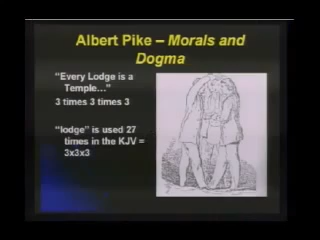 Albert Pike – Morals and
Dogma
“Every Lodge is a
Temple…”
3 times 3 times 3
“lodge” is used 27
times in the KJV =
3x3x3